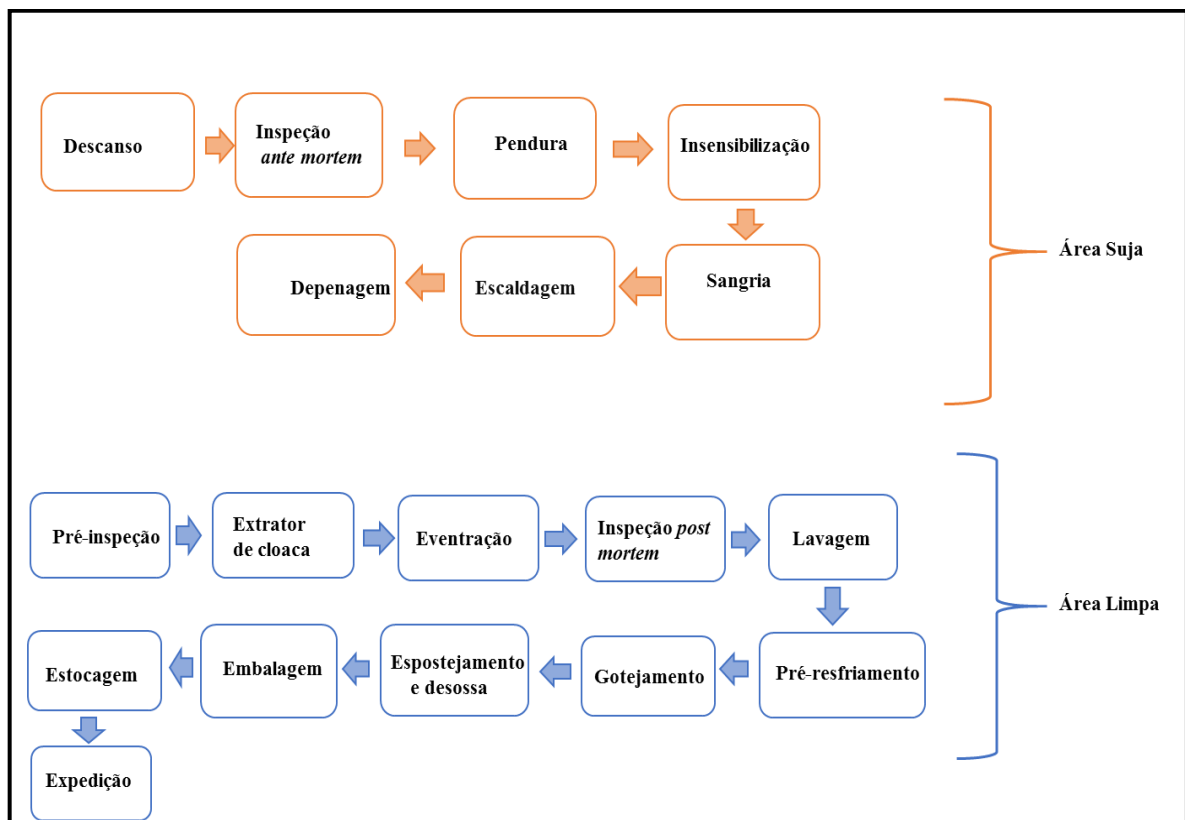 Descanso
Inspeção
ante mortem
Pendura
Insensibilização
Sangria
Escaldagem
Depenagem
Área Suja
Pré-inspeção
Extrator
de cloaca
Eventração
Inspeção post
mortem
Lavagem
Pré-resfriamento
Gotejamento
Espostejamento
e desossa
Embalagem
Estocagem
Expedição
Área Limpa